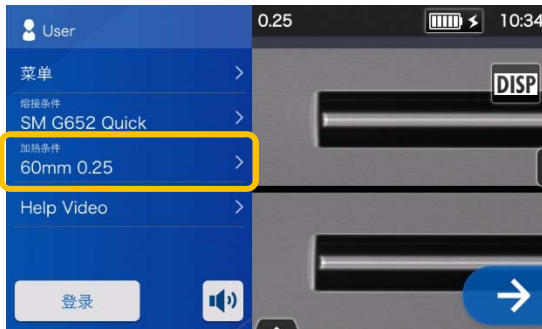 User
菜单
熔接条件
SM G652 Quick
加热条件
60mm 0.25
Help Video
登录
0.25
10:34
DISP